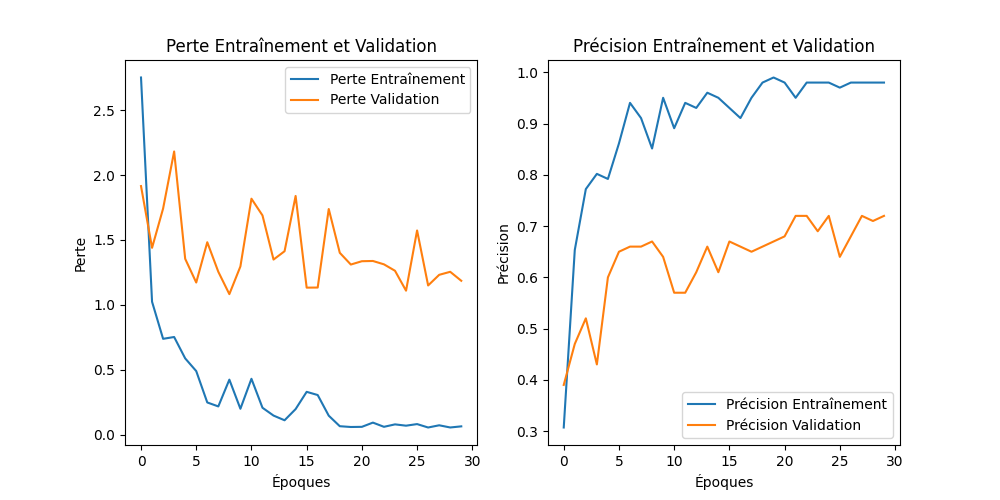 Perte Entraînement et Validation
Perte Entraînement
Perte Validation
Perte
2.5
2.0
1.5
1.0
0.5
0.0
0 5 10 15 20 25 30
Époques
Précision Entraînement et Validation
Précision
1.0
0.9
0.8
0.7
0.6
0.5
0.4
0.3
Précision Entraînement
Précision Validation
0 5 10 15 20 25 30
Époques